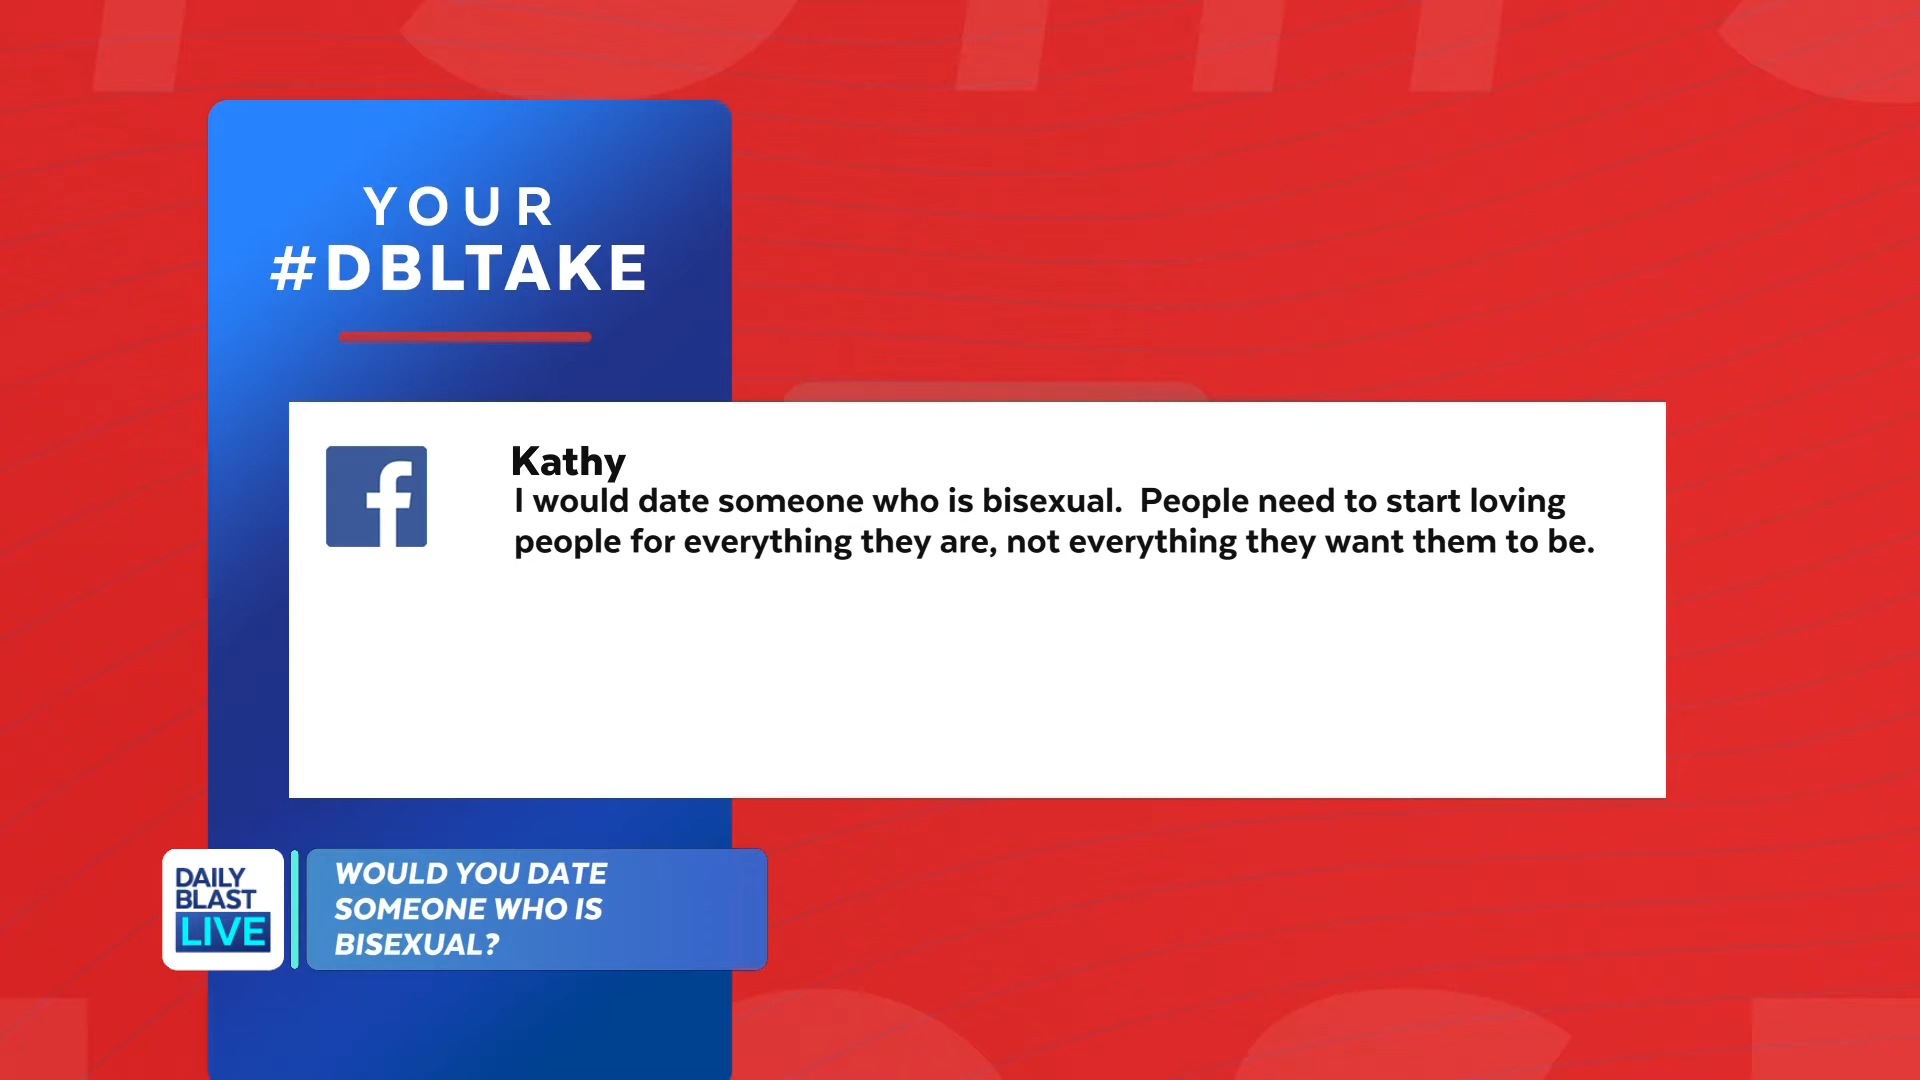 YOUR
#DBLTAKE
Kathy
I would date someone who is bisexual.  People need to start loving
people for everything they are, not everything they want them to be.
DAILY
BLAST
LIVE
WOULD YOU DATE
SOMEONE WHO IS
BISEXUAL?